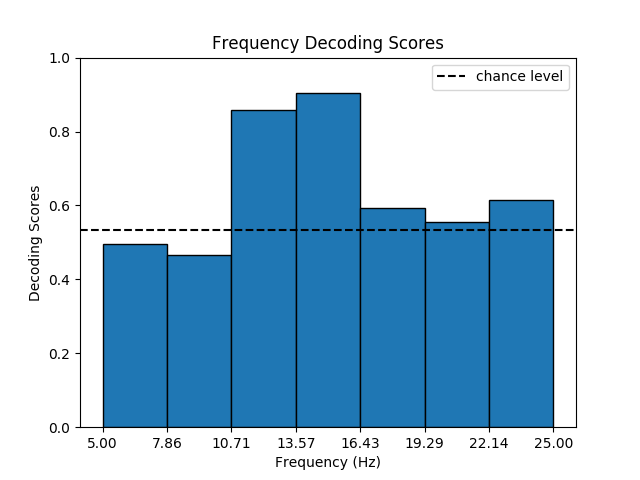 Frequency Decoding Scores
chance level
1.0
0.8
0.6
0.4
0.2
0.0
Decoding Scores
5.00 7.86 10.71 13.57 16.43 19.29 22.14 25.00
Frequency (Hz)